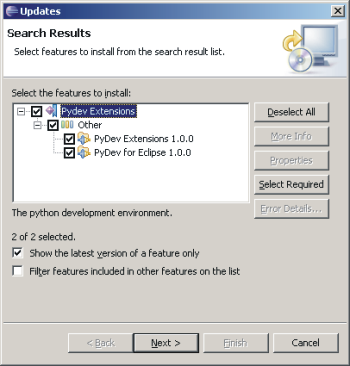 Updates
Search Results
Select features to install from the search result list.
Select the features to install:
Pydev Extensions
Other
PyDev Extensions 1.0.0
PyDev for Eclipse 1.0.0
Deselect All
More Info
Properties
Select Required
Error Details...
The python development environment.
2 of 2 selected.
Show the latest version of a feature only
Filter features included in other features on the list
< Back
Next >
Finish
Cancel